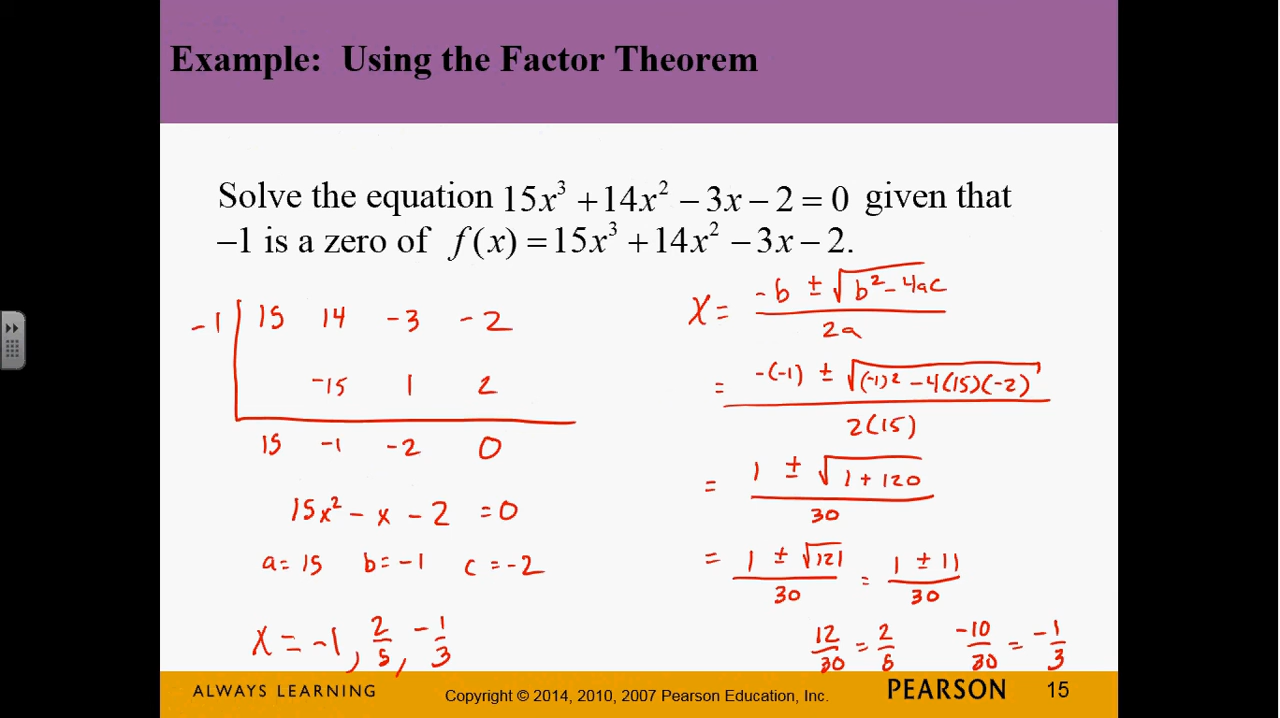 Example: Using the Factor Theorem
Solve the equation 15x³ + 14x² − 3x − 2 = 0 given that
−1 is a zero of f(x) = 15x³ + 14x² − 3x − 2.
-1 | 15 14 -3 -2
-15 1 2
15 -1 -2 0
15x² - x - 2 = 0
a = 15 b = -1 c = -2
x = -1, 2/5, -1/3
x = (-b ± √(b² - 4ac)) / 2a
= (-(-1) ± √((-1)² - 4(15)(-2))) / 2(15)
= (1 ± √(1 + 120)) / 30
= (1 ± √121) / 30 = (1 ± 11) / 30
12/30 = 2/5 -10/30 = -1/3
ALWAYS LEARNING
Copyright © 2014, 2010, 2007 Pearson Education, Inc.
PEARSON
15